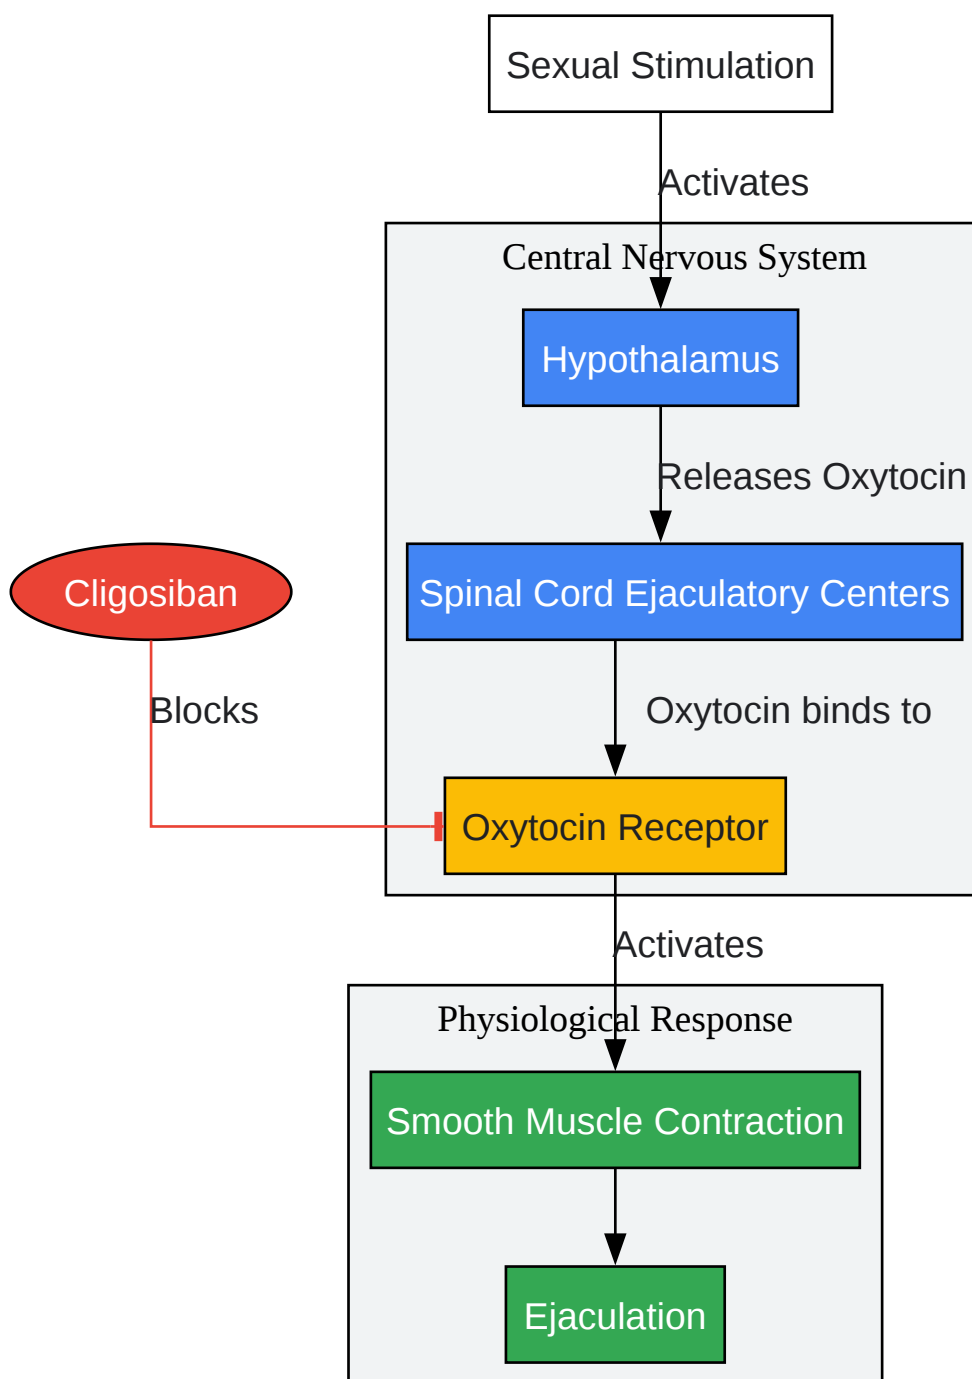 Sexual Stimulation
Activates
Central Nervous System
Hypothalamus
Releases Oxytocin
Cligosiban
Spinal Cord Ejaculatory Centers
Blocks
Oxytocin binds to
Oxytocin Receptor
Activates
Physiological Response
Smooth Muscle Contraction
Ejaculation